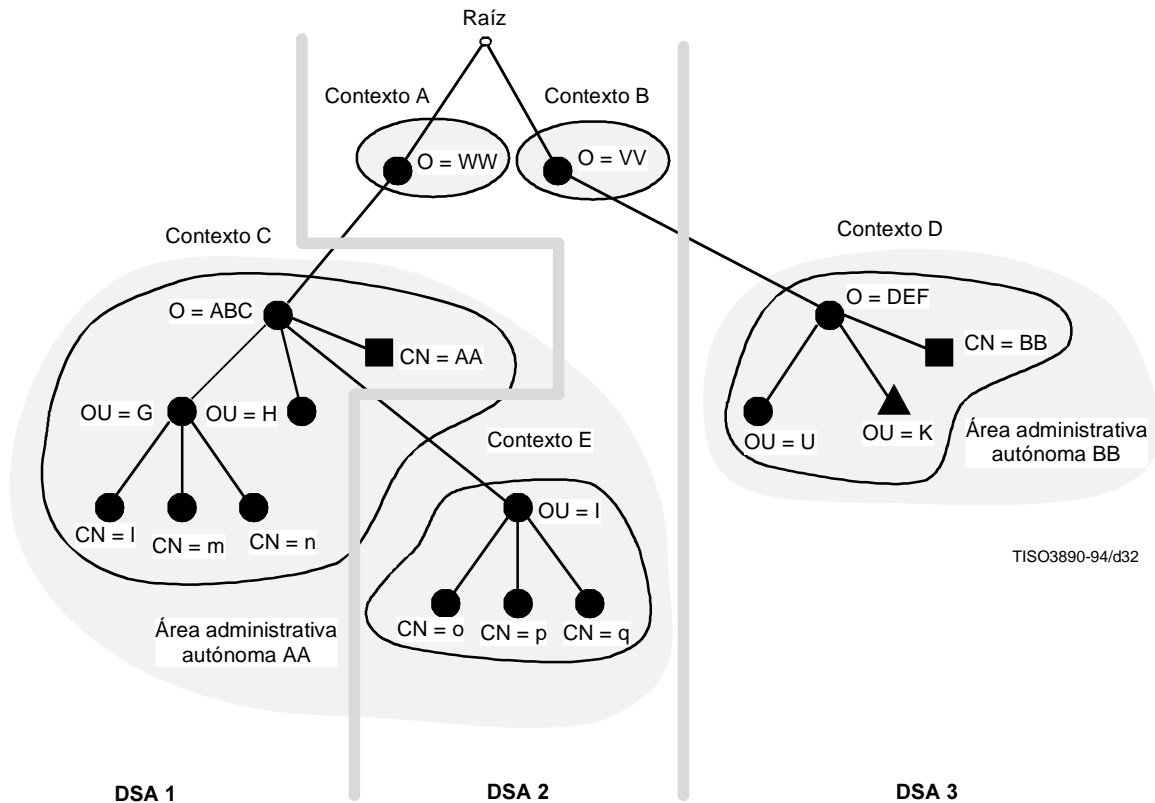 Raíz
Contexto A
Contexto B
O = WW
O = VV
Contexto C
Contexto D
O = ABC
O = DEF
CN = AA
CN = BB
OU = G
OU = H
OU = U
OU = K
Área administrativa
autónoma BB
Contexto E
OU = I
CN = l
CN = m
CN = n
TISO3890-94/d32
CN = o
CN = p
CN = q
Área administrativa
autónoma AA
DSA 1
DSA 2
DSA 3